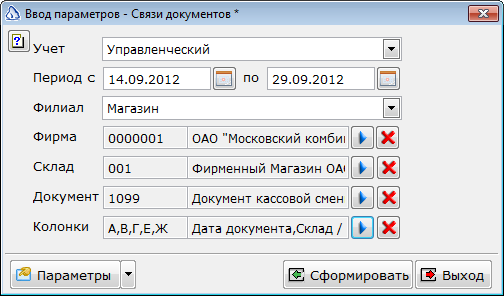 Ввод параметров - Связи документов *
Учет Управленческий
Период с 14.09.2012 по 29.09.2012
Филиал Магазин
Фирма 0000001 ОАО "Московский комби
Склад 001 Фирменный Магазин ОА
Документ 1099 Документ кассовой смен
Колонки А,В,Г,Е,Ж Дата документа,Склад /
Параметры Сформировать Выход